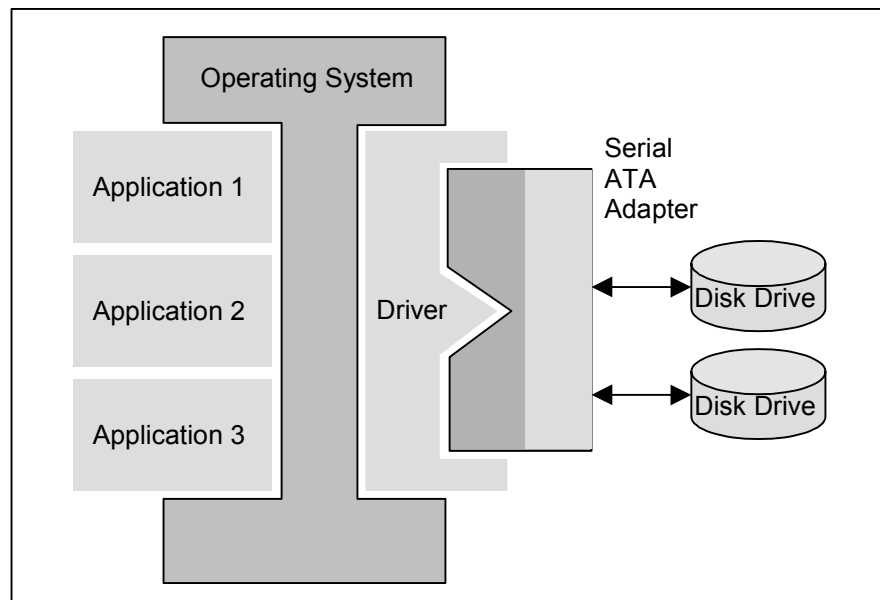 Operating System
Application 1
Application 2
Application 3
Driver
Serial
ATA
Adapter
Disk Drive
Disk Drive